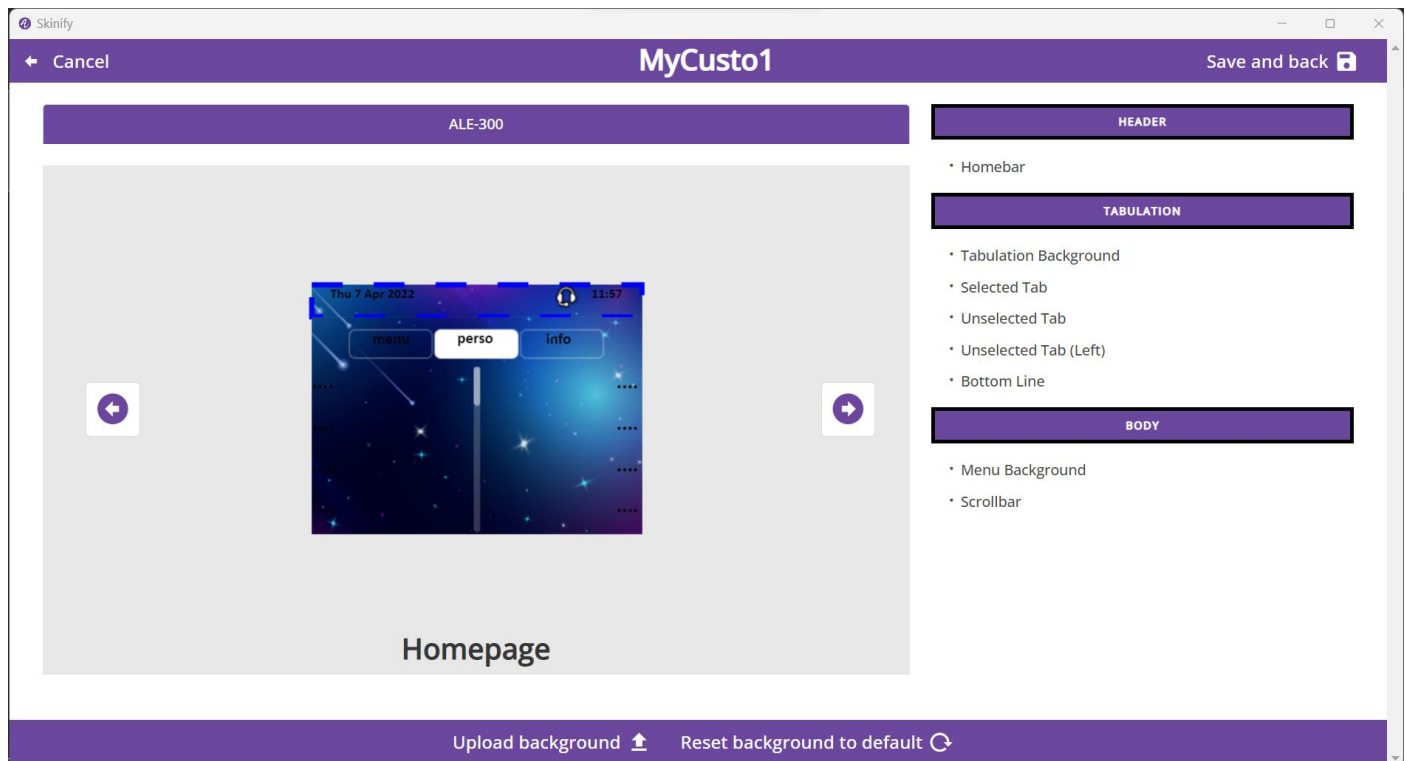 Skinify
Cancel
MyCusto1
Save and back
ALE-300
Thu 7 Apr 2022
11:57
menu
perso
info
Homepage
HEADER
• Homebar
TABULATION
• Tabulation Background
• Selected Tab
• Unselected Tab
• Unselected Tab (Left)
• Bottom Line
BODY
• Menu Background
• Scrollbar
Upload background
Reset background to default